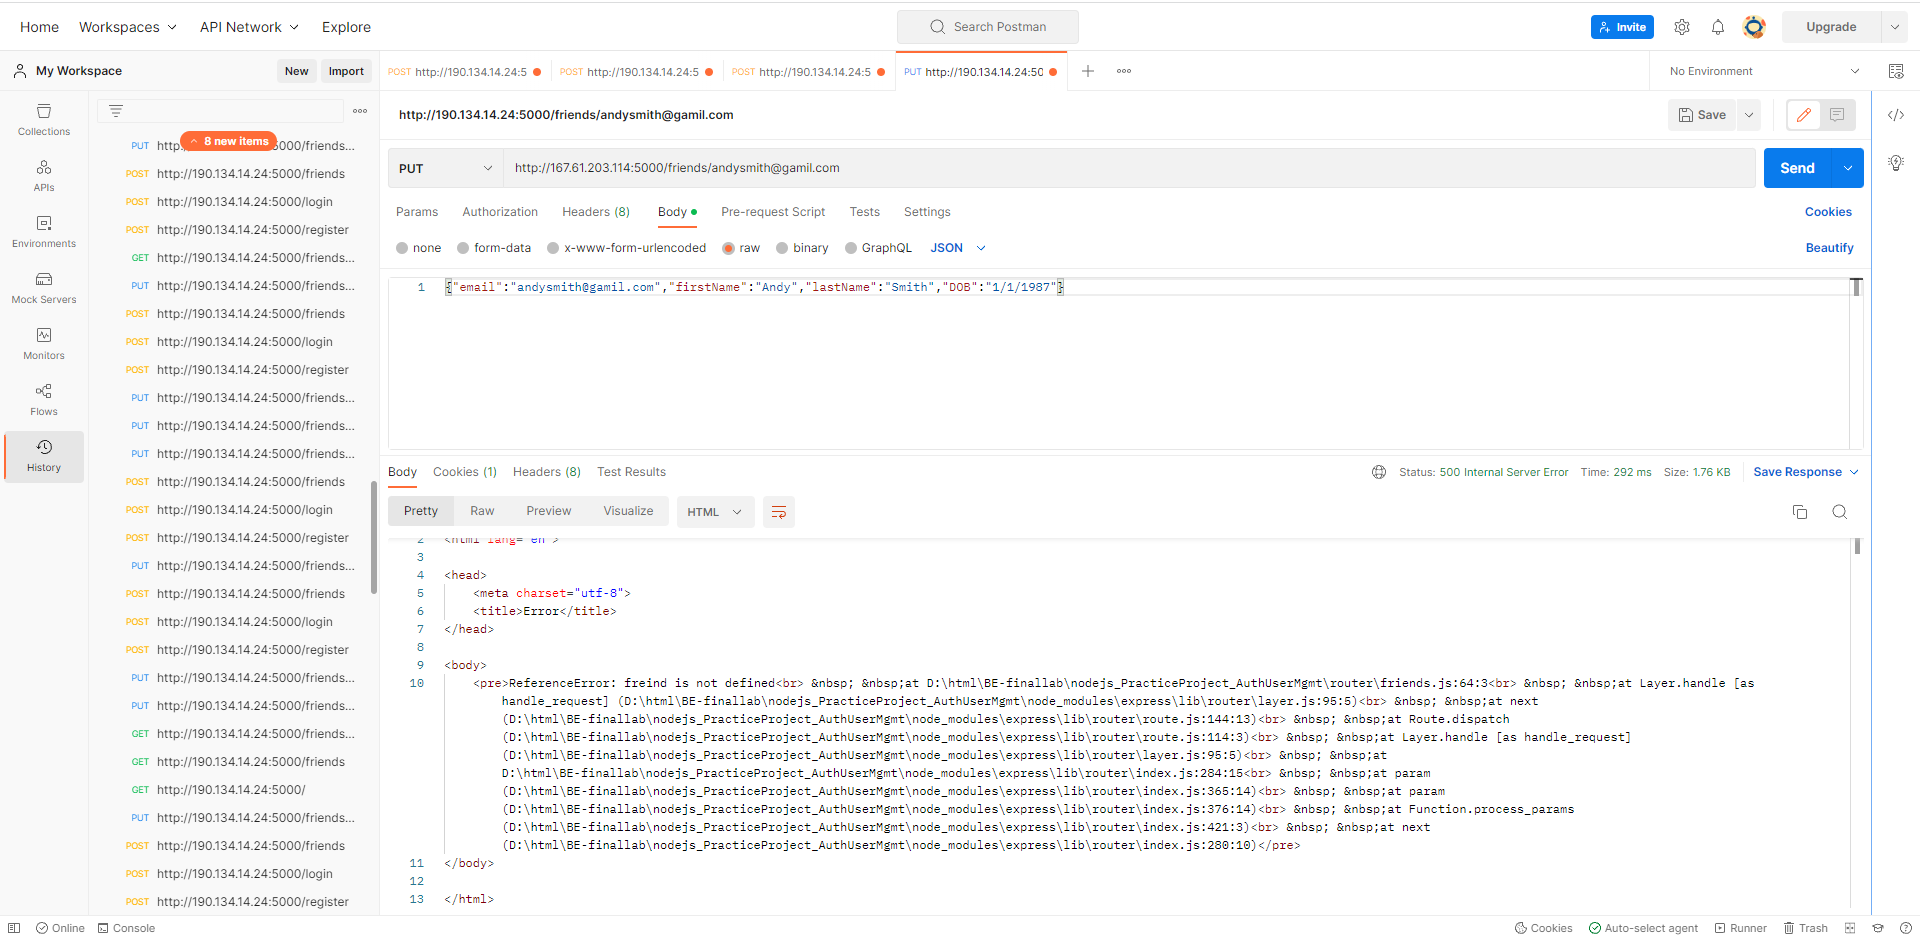 Home Workspaces API Network Explore Search Postman Invite Upgrade
My Workspace New Import POST http://190.134.14.24:5 POST http://190.134.14.24:5 POST http://190.134.14.24:5 PUT http://190.134.14.24:50 No Environment
Collections
APIs
Environments
Mock Servers
Monitors
Flows
History
8 new items
PUT http://190.134.14.24:5000/friends...
POST http://190.134.14.24:5000/friends
POST http://190.134.14.24:5000/login
POST http://190.134.14.24:5000/register
GET http://190.134.14.24:5000/friends...
PUT http://190.134.14.24:5000/friends...
POST http://190.134.14.24:5000/friends
POST http://190.134.14.24:5000/login
POST http://190.134.14.24:5000/register
PUT http://190.134.14.24:5000/friends...
PUT http://190.134.14.24:5000/friends...
PUT http://190.134.14.24:5000/friends...
POST http://190.134.14.24:5000/friends
POST http://190.134.14.24:5000/login
POST http://190.134.14.24:5000/register
PUT http://190.134.14.24:5000/friends...
POST http://190.134.14.24:5000/friends
POST http://190.134.14.24:5000/login
POST http://190.134.14.24:5000/register
PUT http://190.134.14.24:5000/friends...
PUT http://190.134.14.24:5000/friends...
GET http://190.134.14.24:5000/friends...
GET http://190.134.14.24:5000/friends
GET http://190.134.14.24:5000/
PUT http://190.134.14.24:5000/friends...
POST http://190.134.14.24:5000/friends
POST http://190.134.14.24:5000/login
POST http://190.134.14.24:5000/register
http://190.134.14.24:5000/friends/andysmith@gamil.com Save
PUT http://167.61.203.114:5000/friends/andysmith@gamil.com Send
Params Authorization Headers (8) Body Pre-request Script Tests Settings Cookies
none form-data x-www-form-urlencoded raw binary GraphQL JSON Beautify
1 {"email":"andysmith@gamil.com","firstName":"Andy","lastName":"Smith","DOB":"1/1/1987"}
Body Cookies (1) Headers (8) Test Results Status: 500 Internal Server Error Time: 292 ms Size: 1.76 KB Save Response
Pretty Raw Preview Visualize HTML
2 <html lang="en">
3
4 <head>
5 <meta charset="utf-8">
6 <title>Error</title>
7 </head>
8
9 <body>
10 <pre>ReferenceError: freind is not defined<br> &nbsp; &nbsp;at D:\html\BE-finallab\nodejs_PracticeProject_AuthUserMgmt\router\friends.js:64:3<br> &nbsp; &nbsp;at Layer.handle [as
handle_request] (D:\html\BE-finallab\nodejs_PracticeProject_AuthUserMgmt\node_modules\express\lib\router\layer.js:95:5)<br> &nbsp; &nbsp;at next
(D:\html\BE-finallab\nodejs_PracticeProject_AuthUserMgmt\node_modules\express\lib\router\route.js:144:13)<br> &nbsp; &nbsp;at Route.dispatch
(D:\html\BE-finallab\nodejs_PracticeProject_AuthUserMgmt\node_modules\express\lib\router\route.js:114:3)<br> &nbsp; &nbsp;at Layer.handle [as handle_request]
(D:\html\BE-finallab\nodejs_PracticeProject_AuthUserMgmt\node_modules\express\lib\router\layer.js:95:5)<br> &nbsp; &nbsp;at
D:\html\BE-finallab\nodejs_PracticeProject_AuthUserMgmt\node_modules\express\lib\router\index.js:284:15<br> &nbsp; &nbsp;at param
(D:\html\BE-finallab\nodejs_PracticeProject_AuthUserMgmt\node_modules\express\lib\router\index.js:365:14)<br> &nbsp; &nbsp;at param
(D:\html\BE-finallab\nodejs_PracticeProject_AuthUserMgmt\node_modules\express\lib\router\index.js:376:14)<br> &nbsp; &nbsp;at Function.process_params
(D:\html\BE-finallab\nodejs_PracticeProject_AuthUserMgmt\node_modules\express\lib\router\index.js:421:3)<br> &nbsp; &nbsp;at next
(D:\html\BE-finallab\nodejs_PracticeProject_AuthUserMgmt\node_modules\express\lib\router\index.js:280:10)</pre>
11 </body>
12
13 </html>
Online Console Cookies Auto-select agent Runner Trash